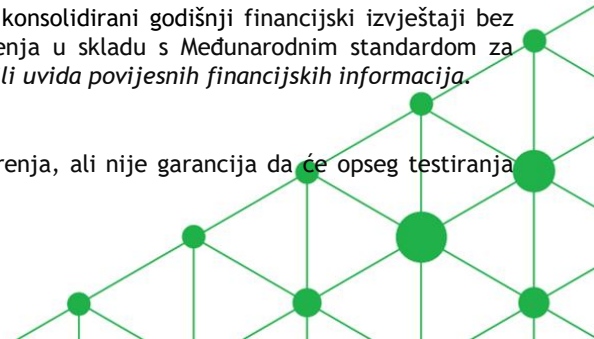 konsolidirani godišnji financijski izvještaji bez
enja u skladu s Međunarodnim standardom za
li uvida povijesnih financijskih informacija.
renja, ali nije garancija da će opseg testiranja